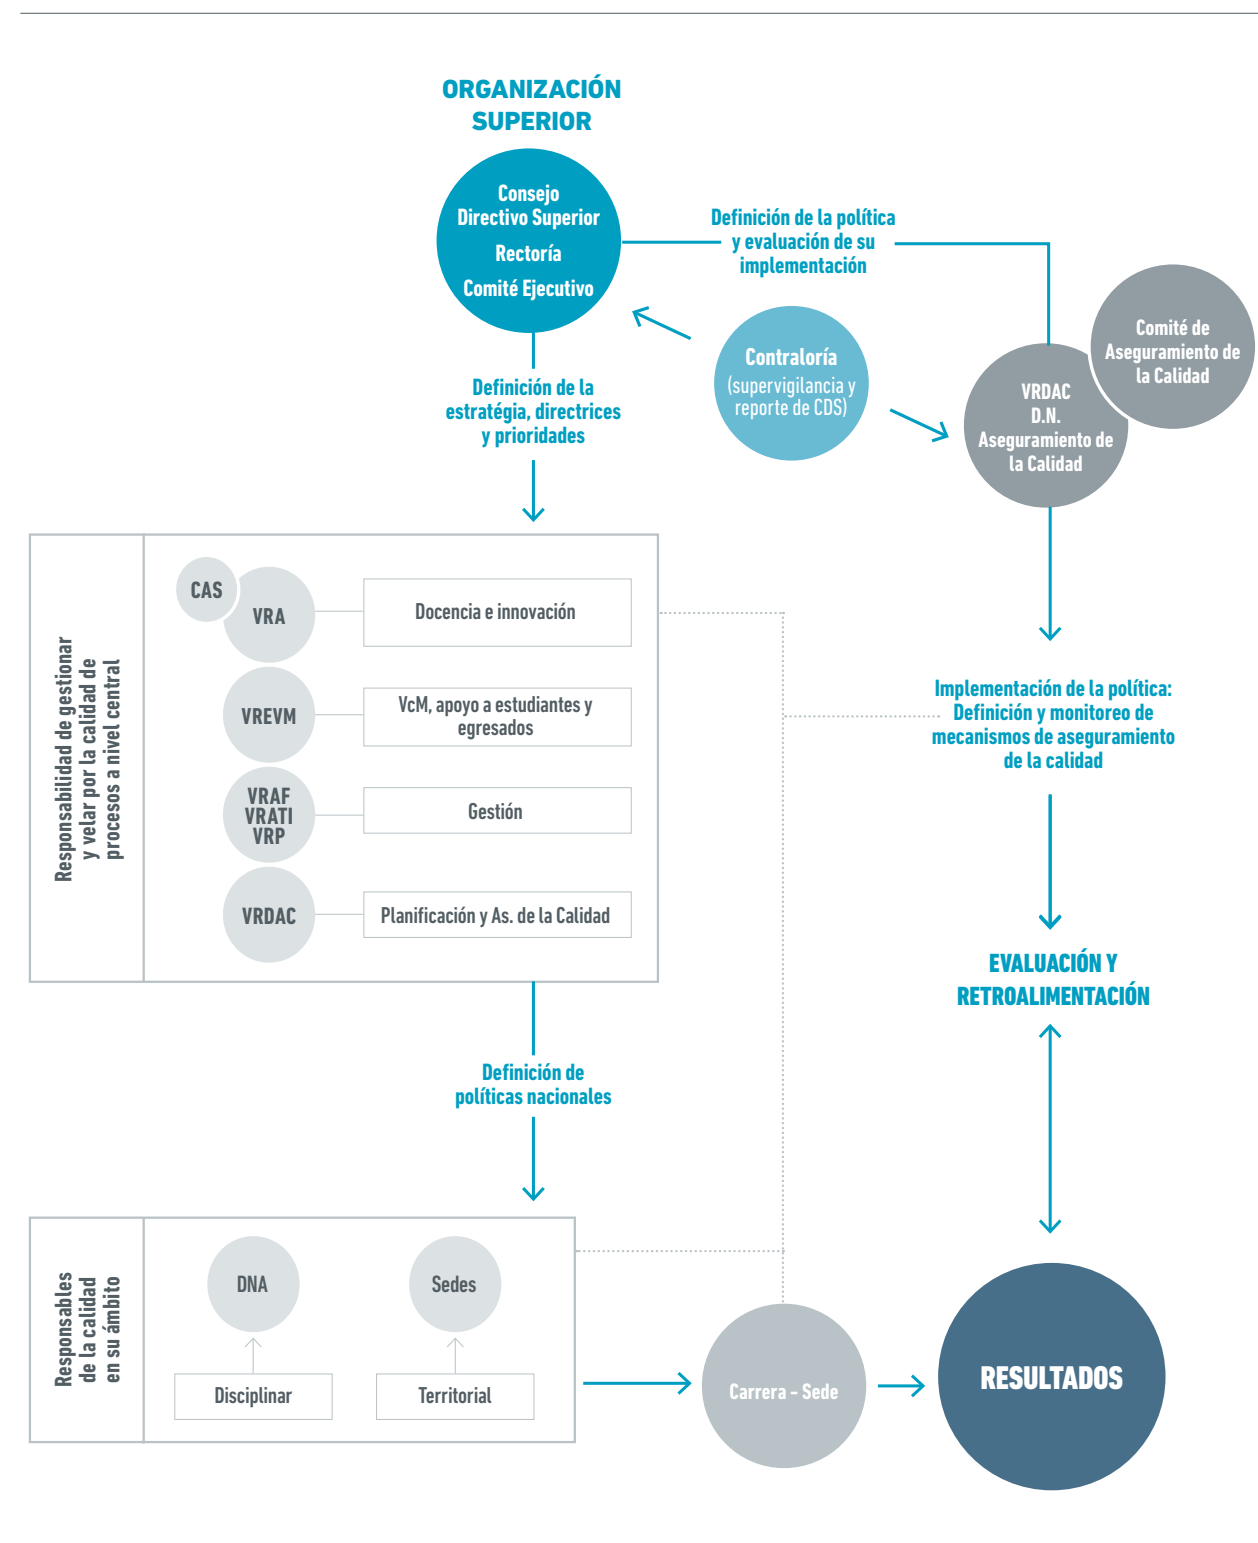 ORGANIZACIÓN
SUPERIOR
Consejo
Directivo Superior
Rectoría
Comité Ejecutivo
Definición de la política
y evaluación de su
implementación
Contraloría
(supervigilancia y
reporte de CDS)
Comité de
Aseguramiento de
la Calidad
VRDAC
D.N.
Aseguramiento de
la Calidad
Definición de la
estratégia, directrices
y prioridades
Responsabilidad de gestionar
y velar por la calidad de
procesos a nivel central
CAS
VRA
Docencia e innovación
VREVM
VcM, apoyo a estudiantes y
egresados
VRAF
VRATI
VRP
Gestión
VRDAC
Planificación y As. de la Calidad
Implementación de la política:
Definición y monitoreo de
mecanismos de aseguramiento
de la calidad
EVALUACIÓN Y
RETROALIMENTACIÓN
Definición de
políticas nacionales
Responsables
de la calidad
en su ámbito
DNA
Sedes
Disciplinar
Territorial
Carrera - Sede
RESULTADOS